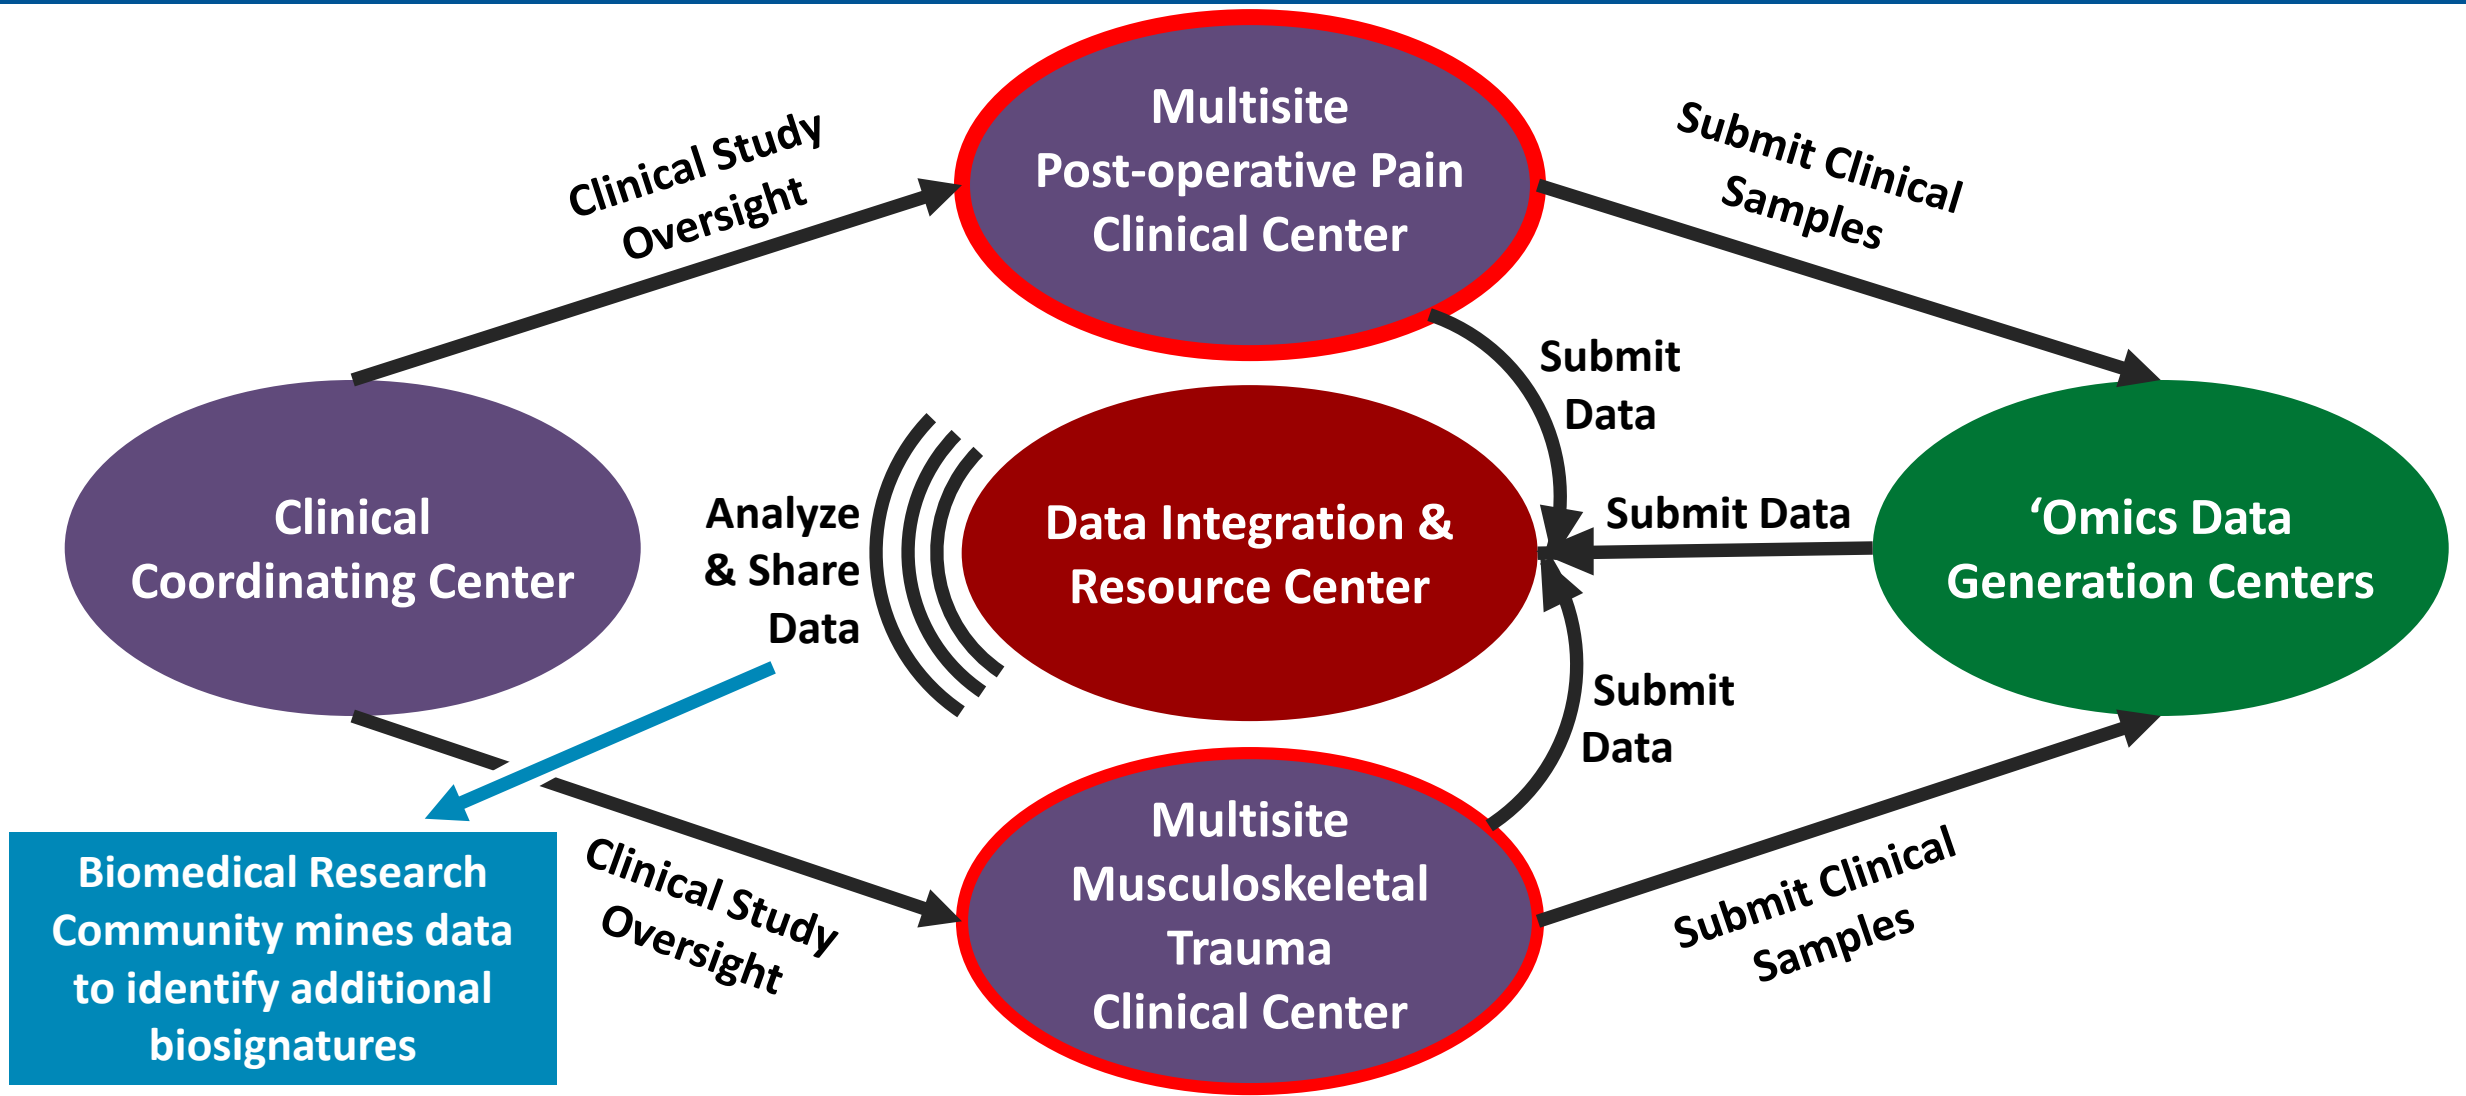 Multisite
Post-operative Pain
Clinical Center
Clinical Study
Oversight
Submit Clinical
Samples
Submit
Data
Clinical
Coordinating Center
Analyze
& Share
Data
Data Integration &
Resource Center
Submit Data
‘Omics Data
Generation Centers
Submit
Data
Biomedical Research
Community mines data
to identify additional
biosignatures
Clinical Study
Oversight
Multisite
Musculoskeletal
Trauma
Clinical Center
Submit Clinical
Samples